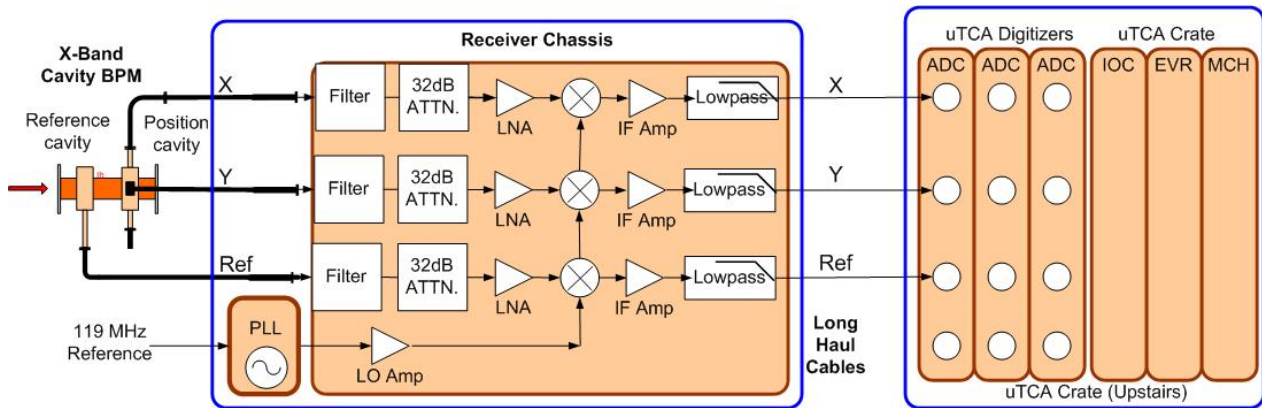 X-Band
Cavity BPM
Reference
cavity
Position
cavity
Receiver Chassis
X
Filter
32dB
ATTN.
LNA
IF Amp
Lowpass
X
Y
Filter
32dB
ATTN.
LNA
IF Amp
Lowpass
Y
Ref
Filter
32dB
ATTN.
LNA
IF Amp
Lowpass
Ref
119 MHz
Reference
PLL
LO Amp
Long
Haul
Cables
uTCA Digitizers
uTCA Crate
ADC ADC ADC IOC EVR MCH
uTCA Crate (Upstairs)